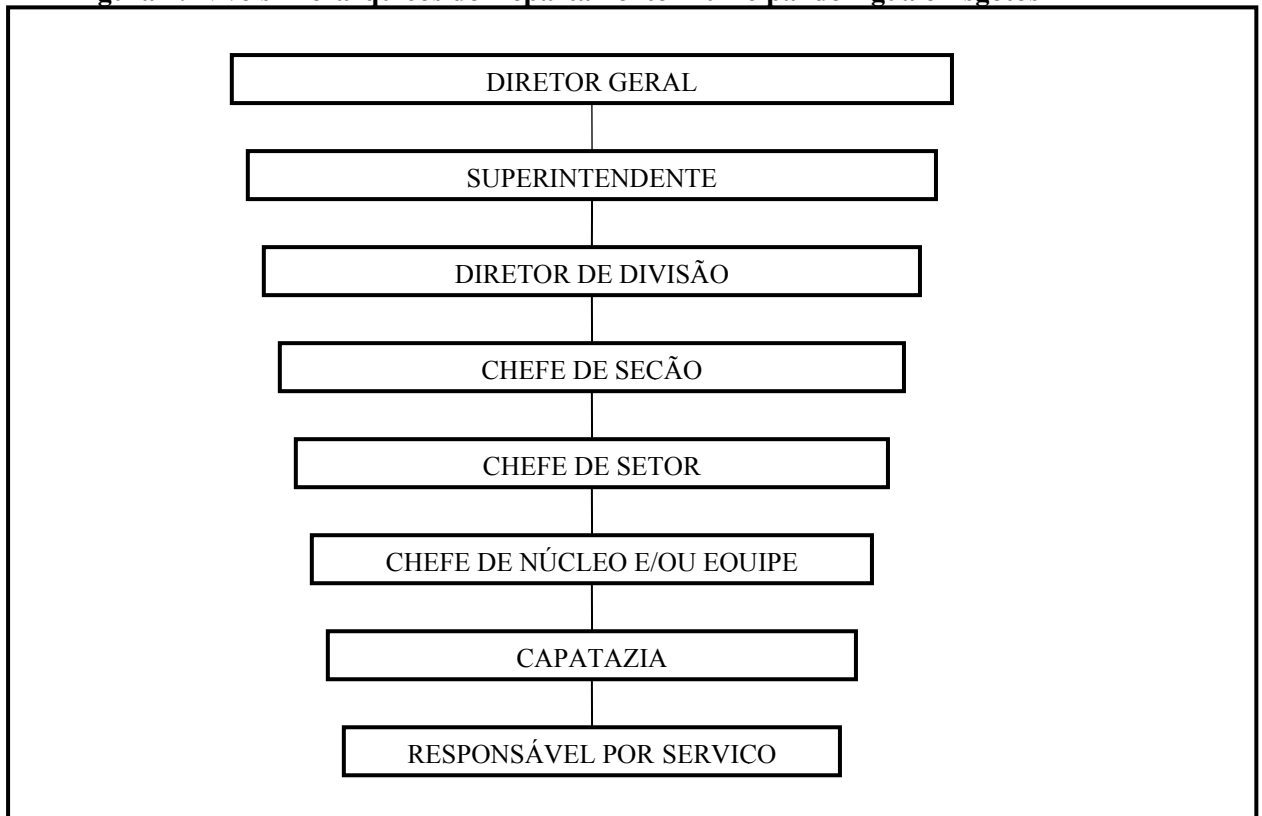 DIRETOR GERAL
SUPERINTENDENTE
DIRETOR DE DIVISÃO
CHEFE DE SECÃO
CHEFE DE SETOR
CHEFE DE NÚCLEO E/OU EQUIPE
CAPATAZIA
RESPONSÁVEL POR SERVICO